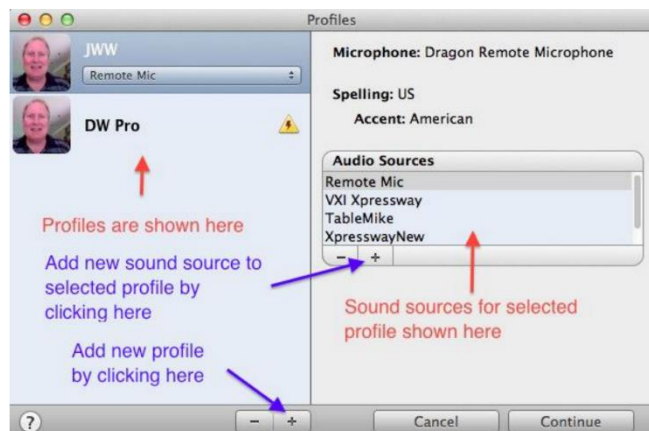 Profiles
JWW
Remote Mic
DW Pro
Profiles are shown here
Add new sound source to
selected profile by
clicking here
Add new profile
by clicking here
Microphone: Dragon Remote Microphone
Spelling: US
Accent: American
Audio Sources
Remote Mic
VXI Xpressway
TableMike
XpresswayNew
- +
Sound sources for selected
profile shown here
? - + Cancel Continue